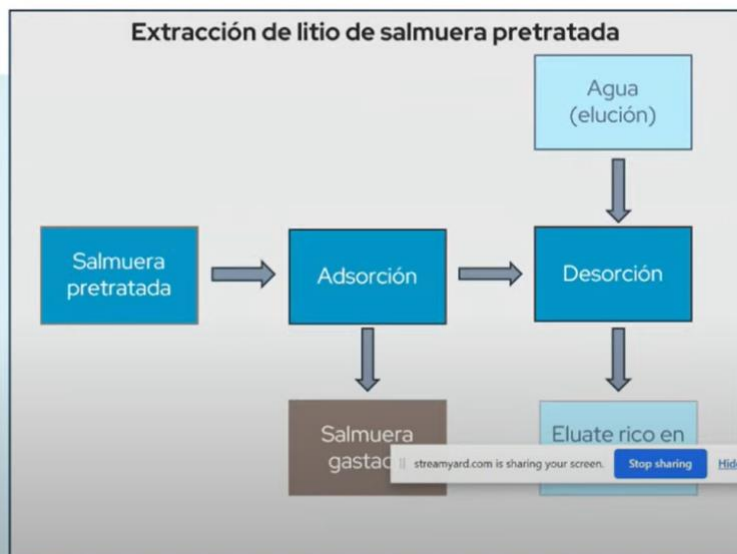 Extracción de litio de salmuera pretratada
Agua
(elución)
Salmuera
pretratada
Adsorción
Desorción
Salmuera
Eluate rico en
streamyard.com is sharing your screen.
Stop sharing